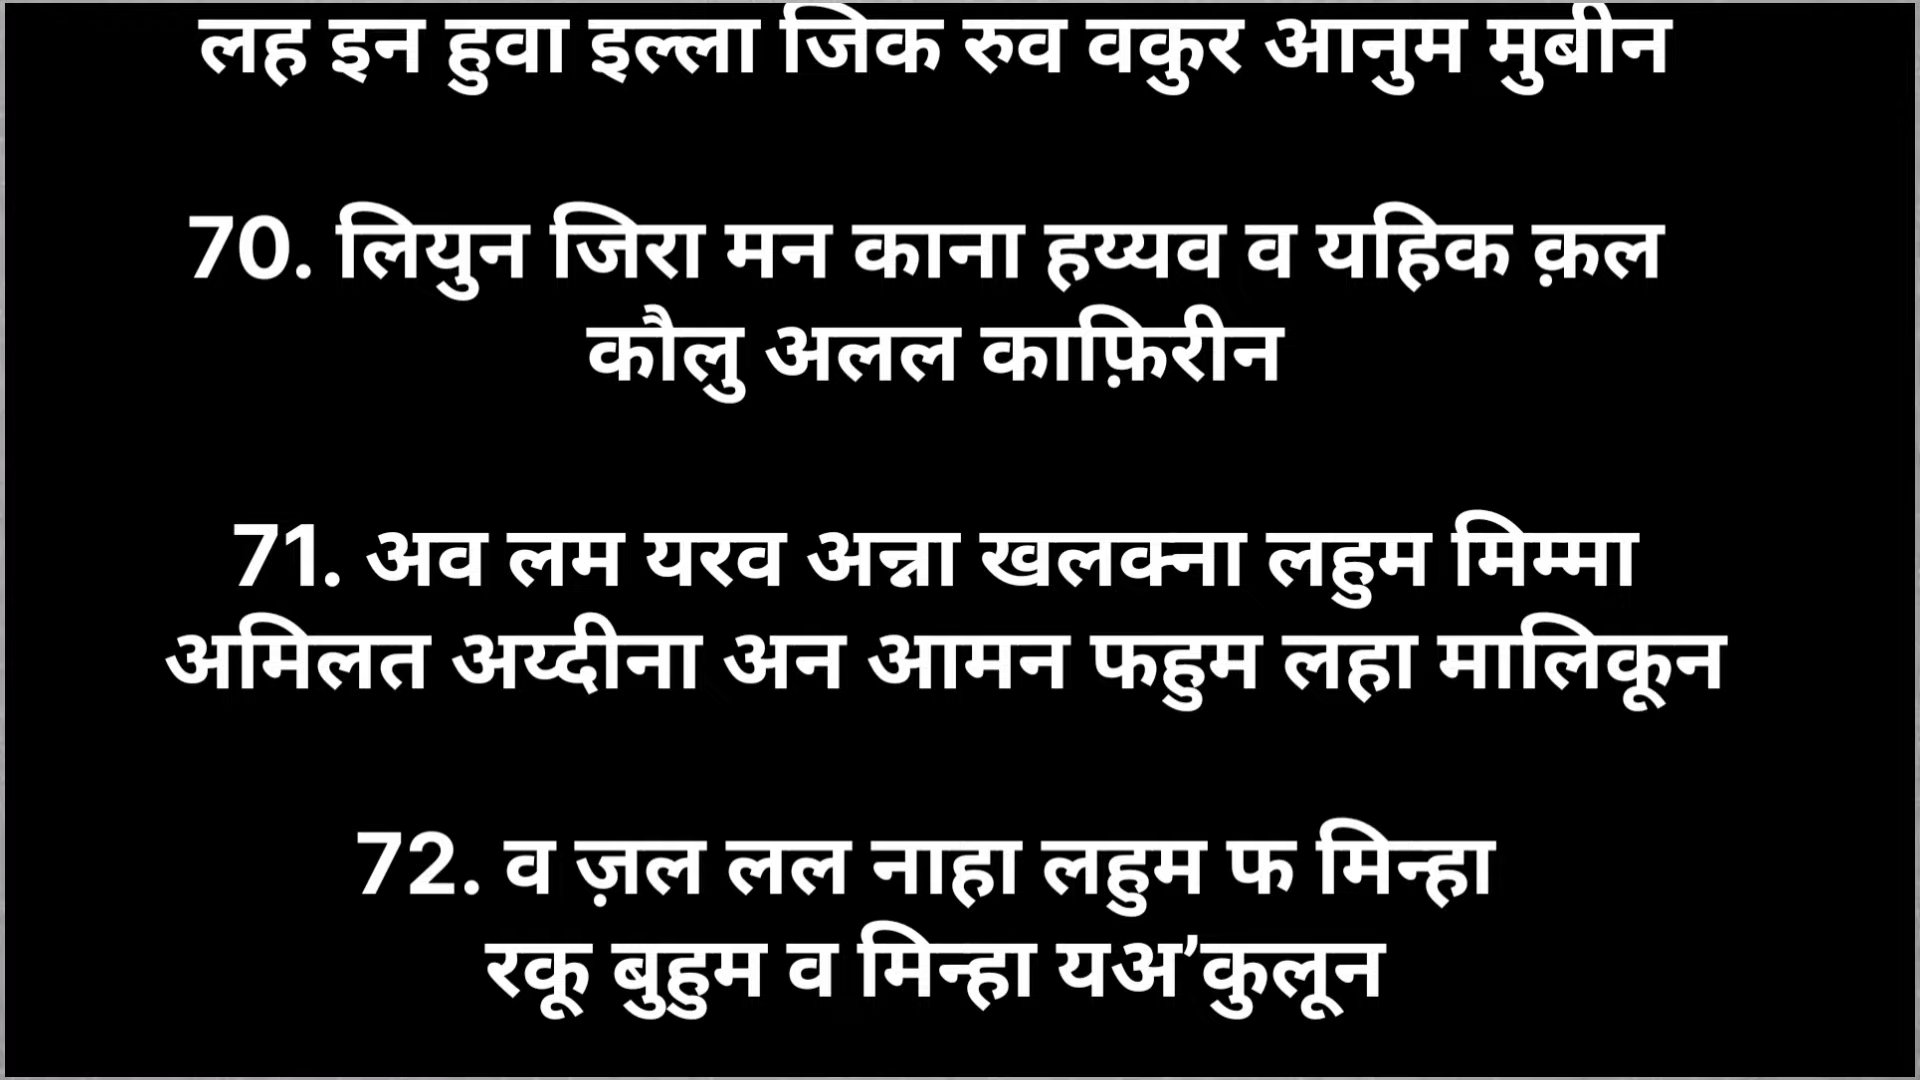 लह इन हुवा इल्ला जिक रुव वकुर आनुम मुबीन
70. लियुन जिरा मन काना हय्यव व यहिक क़ल
कौलु अलल काफ़िरीन
71. अव लम यरव अन्ना खलक्ना लहुम मिम्मा
अमिलत अय्दीना अन आमन फहुम लहा मालिकून
72. व ज़ल लल नाहा लहुम फ मिन्हा
रकू बुहुम व मिन्हा यअ’कुलून